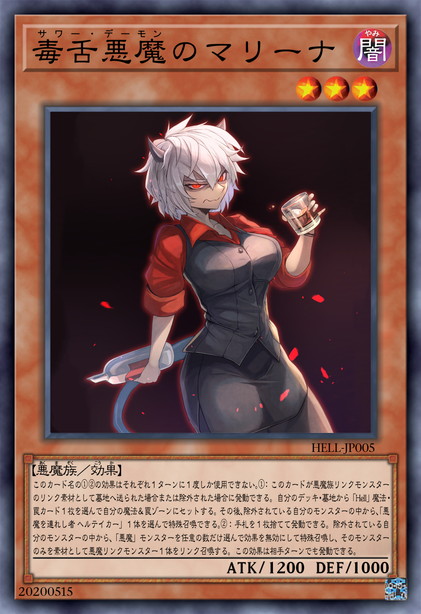 サワー・デーモン
毒舌悪魔のマリーナ
やみ
闇
HELL-JP005
【悪魔族／効果】
このカード名の①②の効果はそれぞれ１ターンに１度しか使用できない。①：このカードが悪魔族リンクモンスター
のリンク素材として墓地へ送られた場合または除外された場合に発動できる。自分のデッキ・墓地から「Hell」魔法・
罠カード１枚を選んで自分の魔法＆罠ゾーンにセットする。その後、除外されている自分のモンスターの中から、「悪
魔を連れし者 ヘルテイカー」１体を選んで特殊召喚できる。②：手札を１枚捨てて発動できる。除外されている自
分のモンスターの中から、「悪魔」モンスターを任意の数だけ選んで効果を無効にして特殊召喚し、そのモンスター
のみを素材として悪魔リンクモンスター１体をリンク召喚する。この効果は相手ターンでも発動できる。
ATK/1200 DEF/1000
20200515